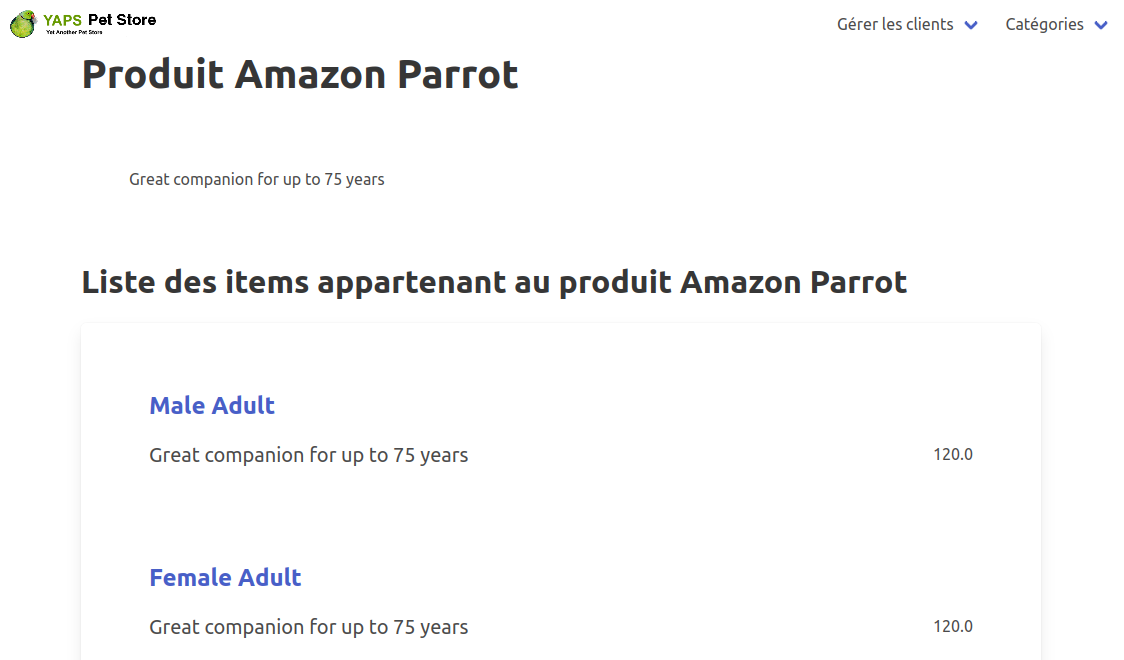 YAPS Pet Store
Yet Another Pet Store
Gérer les clients
Catégories
Produit Amazon Parrot
Great companion for up to 75 years
Liste des items appartenant au produit Amazon Parrot
Male Adult
Great companion for up to 75 years
120.0
Female Adult
Great companion for up to 75 years
120.0